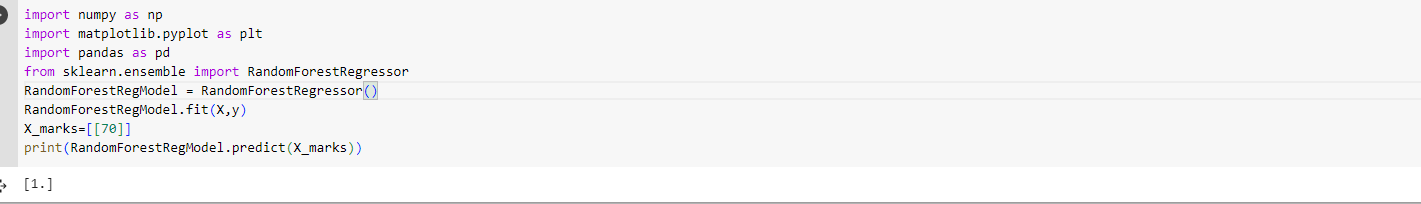 import numpy as np
import matplotlib.pyplot as plt
import pandas as pd
from sklearn.ensemble import RandomForestRegressor
RandomForestRegModel = RandomForestRegressor()
RandomForestRegModel.fit(X,y)
X_marks=[[70]]
print(RandomForestRegModel.predict(X_marks))
[1.]